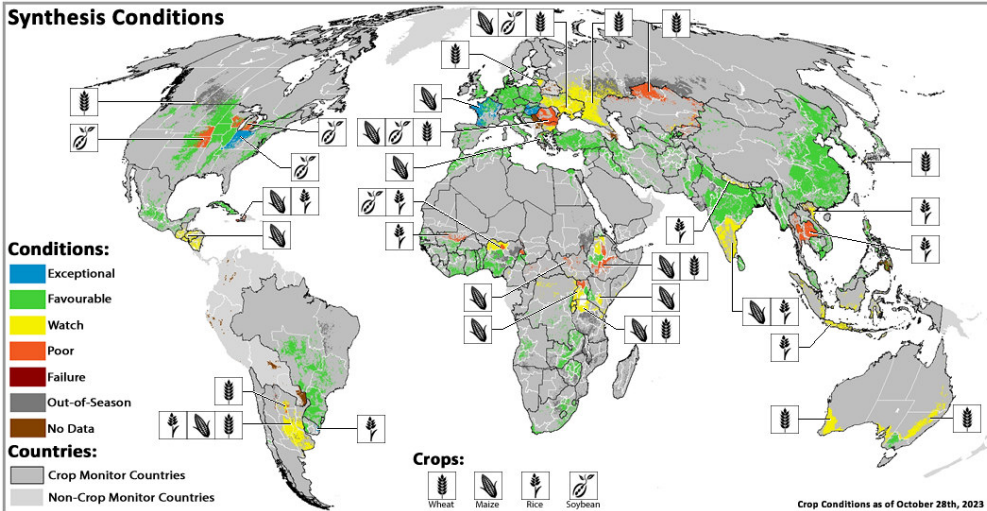 Synthesis Conditions
Conditions:
Exceptional
Favourable
Watch
Poor
Failure
Out-of-Season
No Data
Countries:
Crop Monitor Countries
Non-Crop Monitor Countries
Crops:
Wheat
Maize
Rice
Soybean
Crop Conditions as of October 28th, 2023